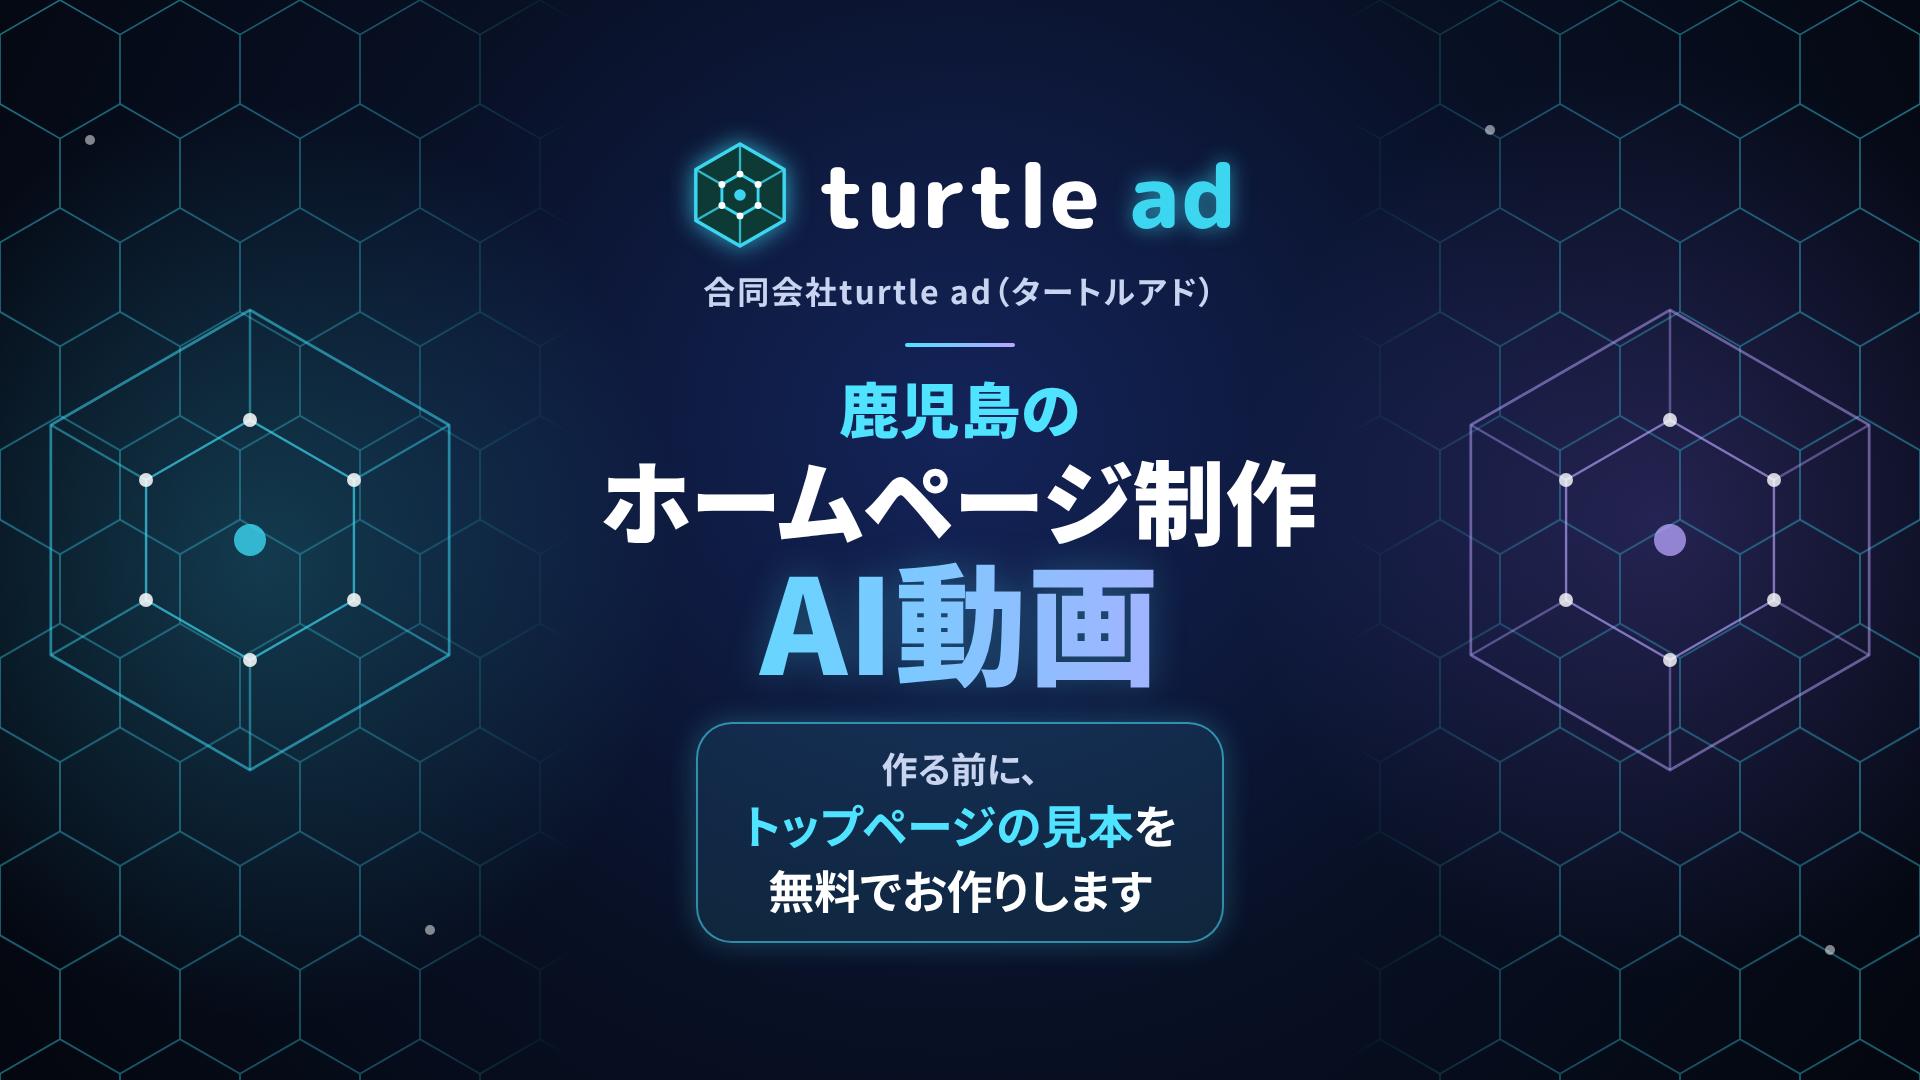 turtle ad
合同会社turtle ad（タートルアド）
鹿児島の
ホームページ制作
AI動画
作る前に、
トップページの見本を
無料でお作りします